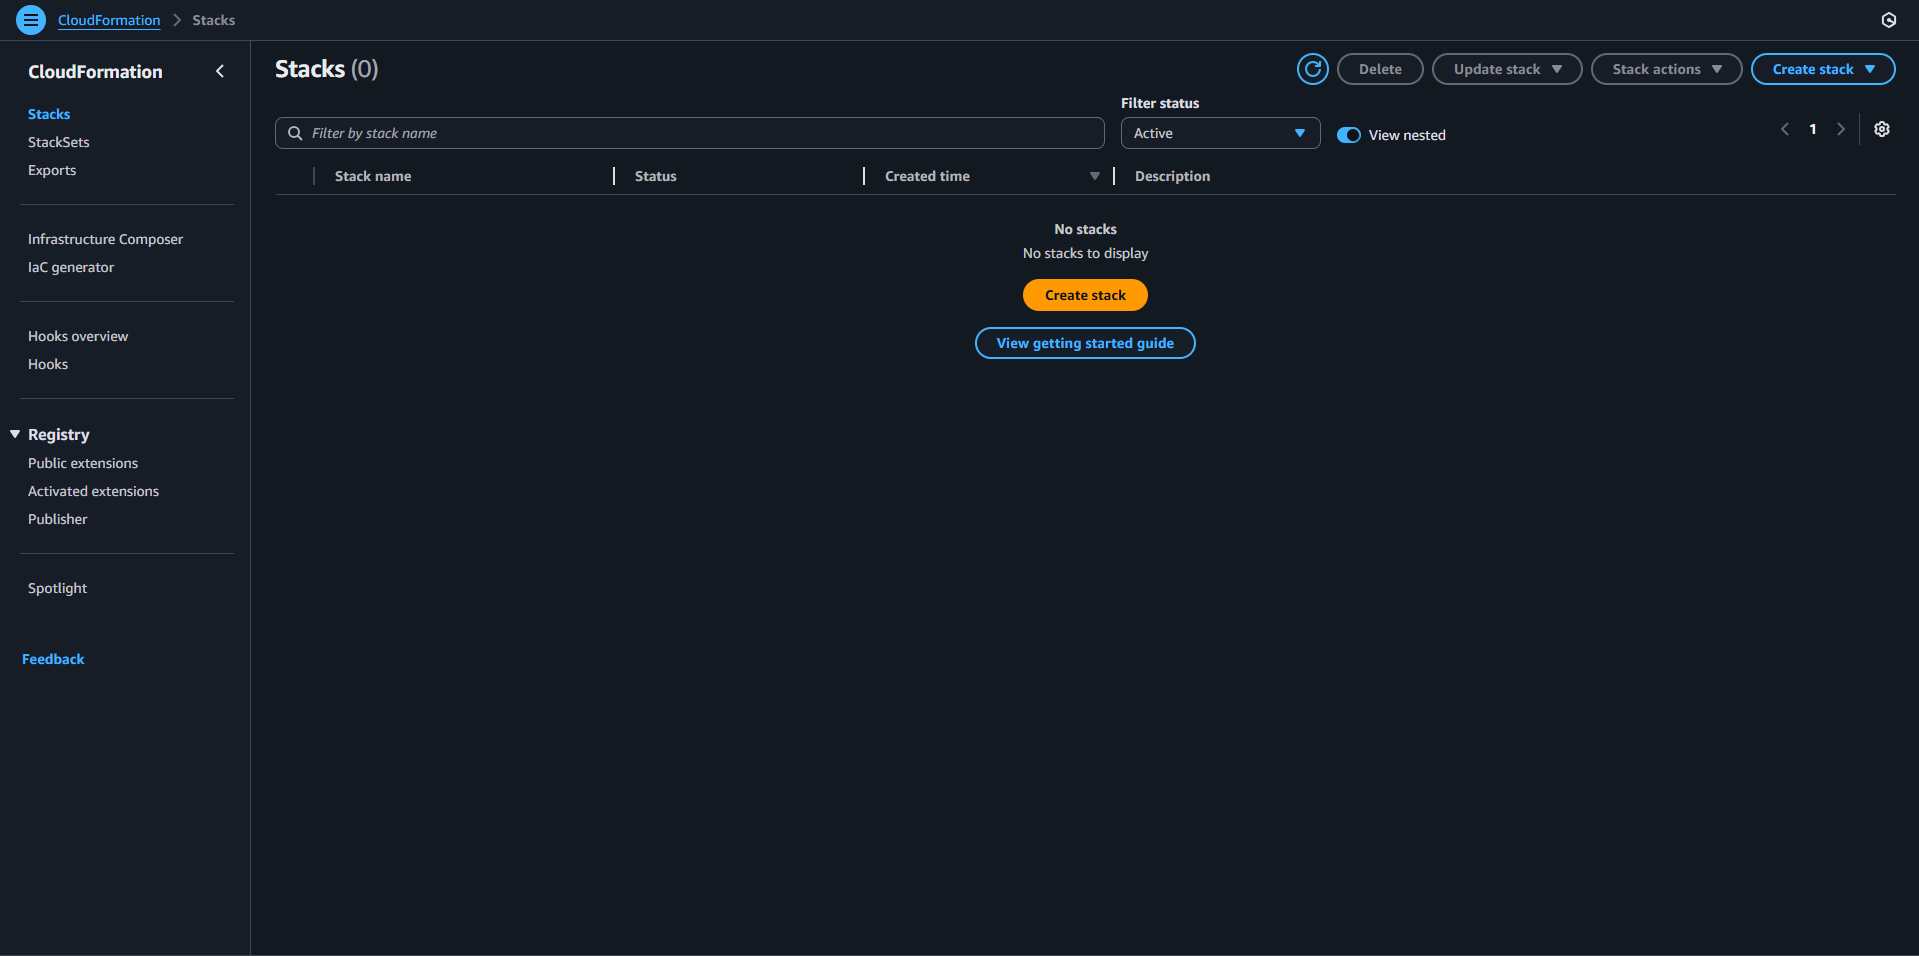 CloudFormation > Stacks
CloudFormation
Stacks
StackSets
Exports
Infrastructure Composer
IaC generator
Hooks overview
Hooks
Registry
Public extensions
Activated extensions
Publisher
Spotlight
Feedback
Stacks (0)
Delete
Update stack
Stack actions
Create stack
Filter by stack name
Filter status
Active
View nested
1
Stack name
Status
Created time
Description
No stacks
No stacks to display
Create stack
View getting started guide